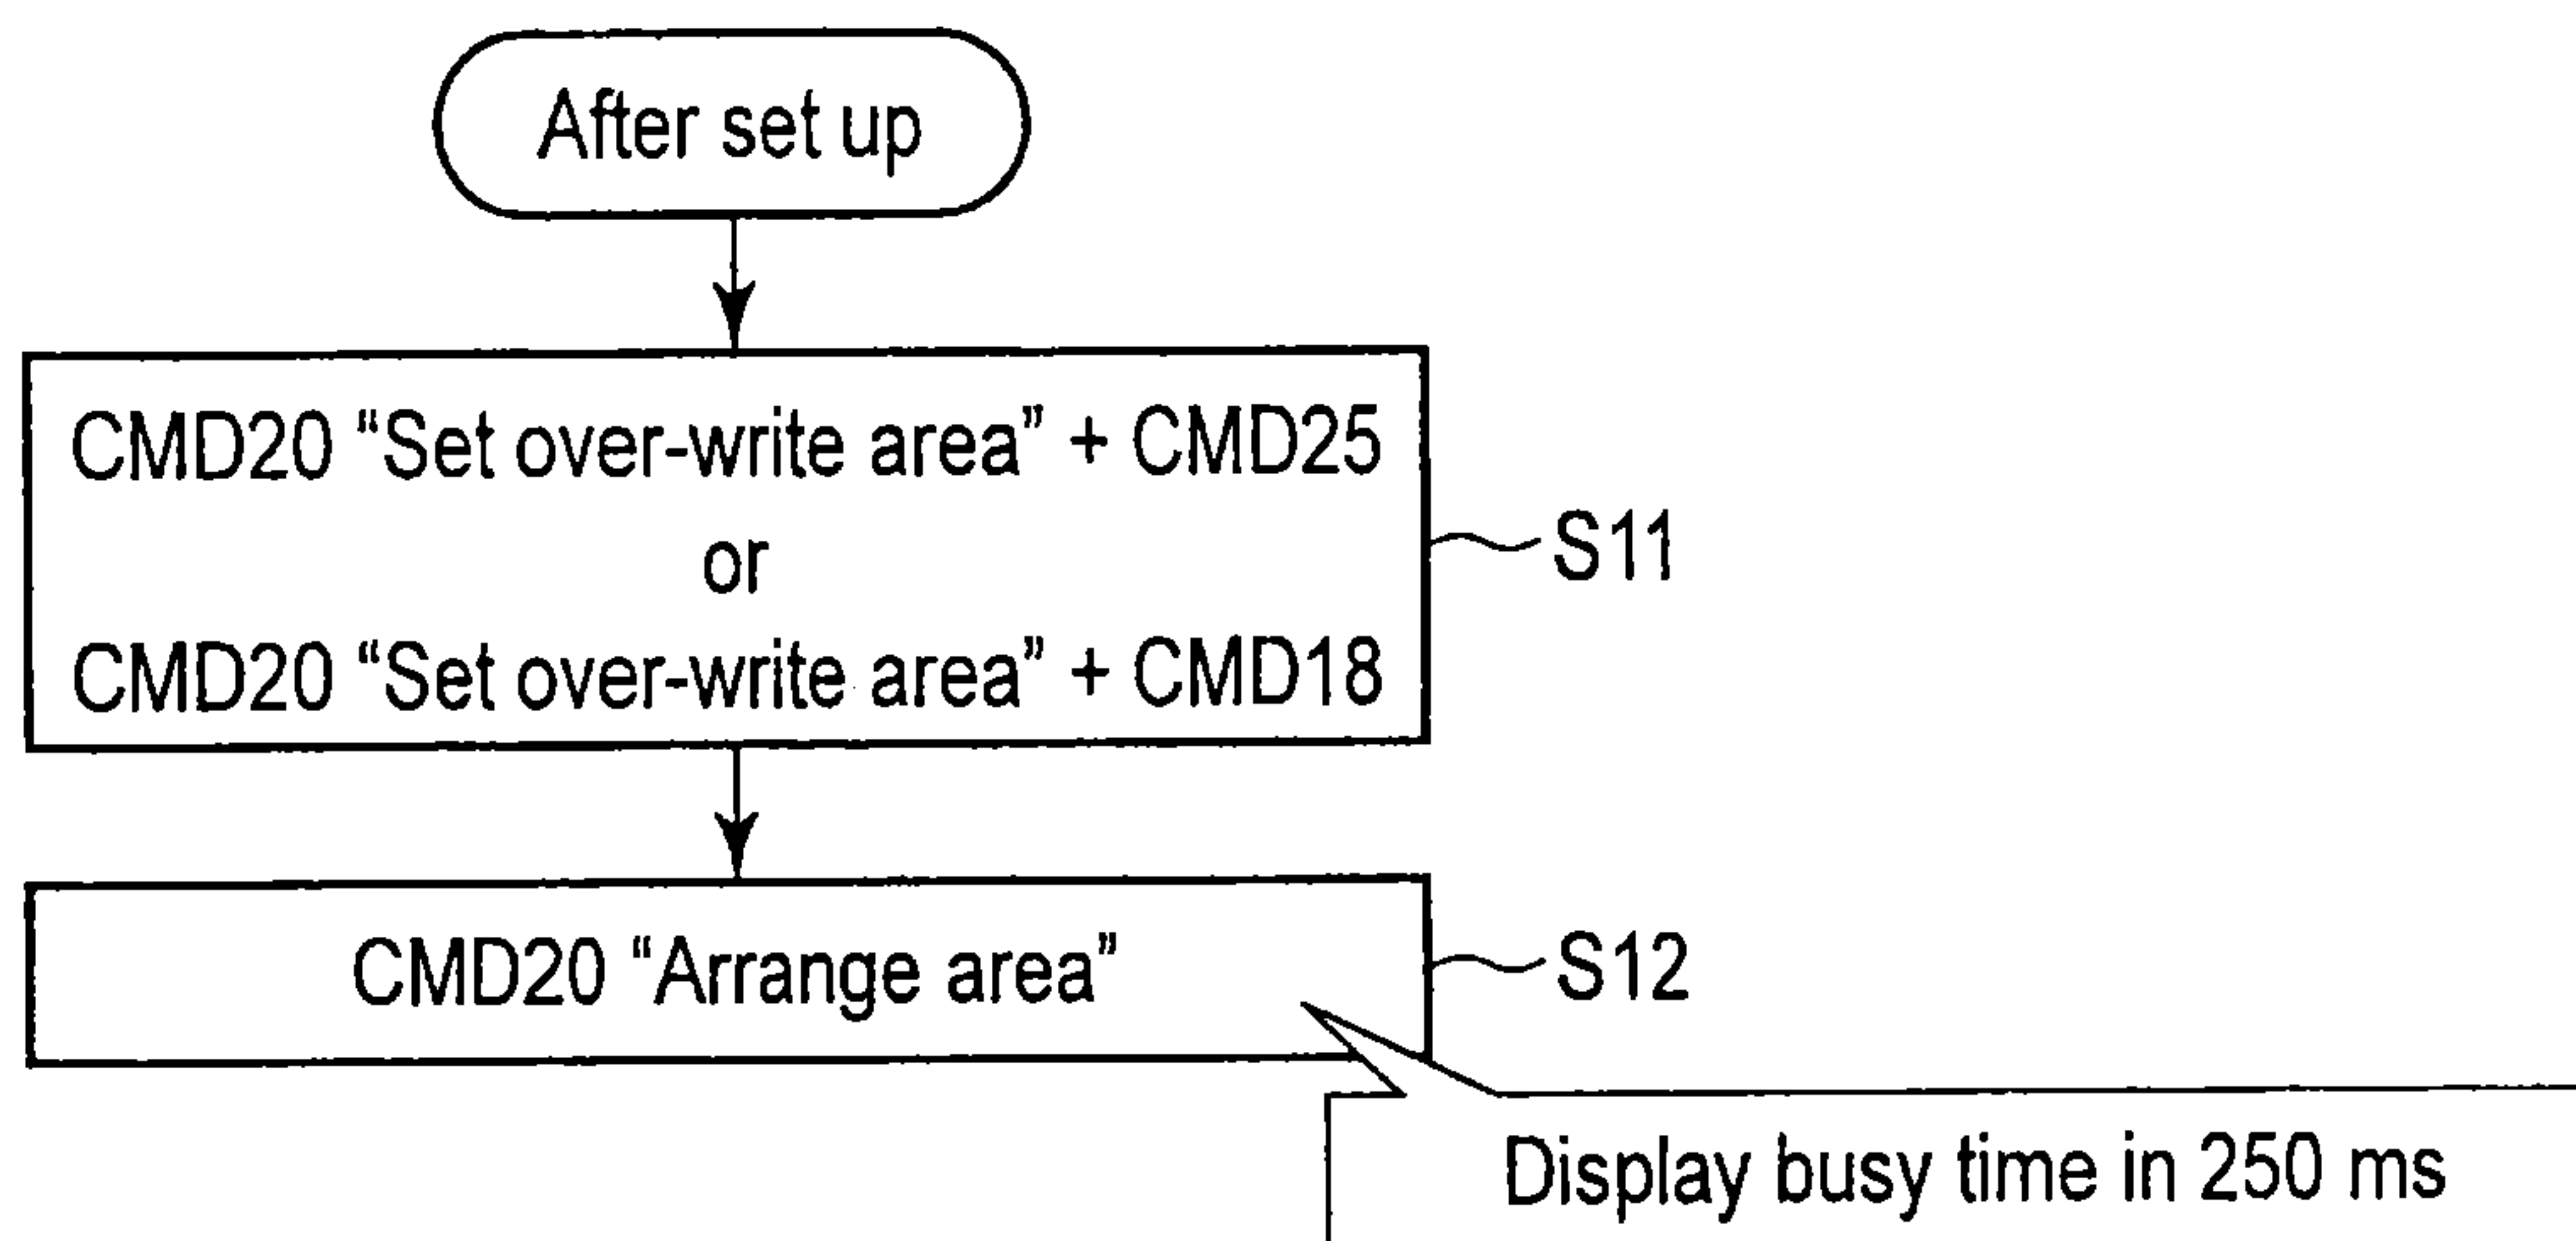 After set up
CMD20 “Set over-write area” + CMD25
or
CMD20 “Set over-write area” + CMD18
S11
CMD20 “Arrange area”
S12
Display busy time in 250 ms